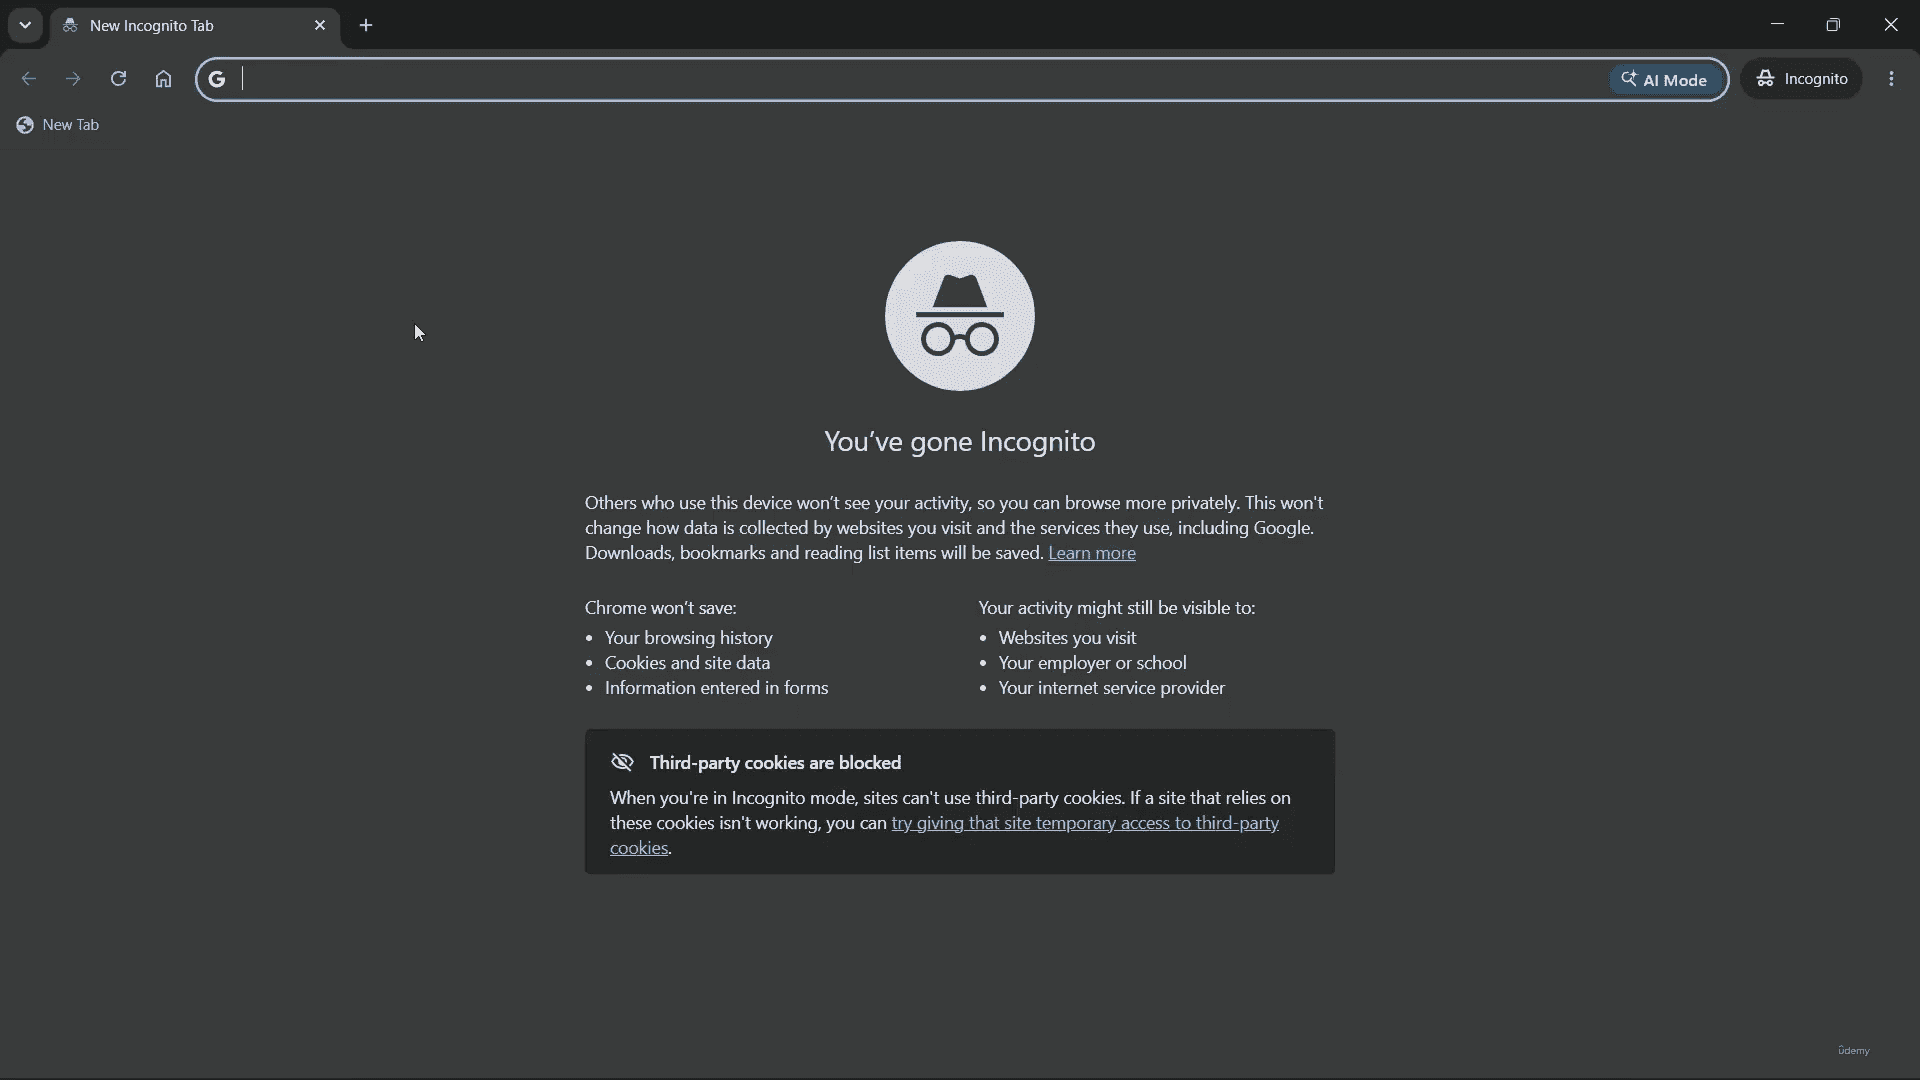 New Incognito Tab
AI Mode
Incognito
New Tab
You've gone Incognito
Others who use this device won't see your activity, so you can browse more privately. This won't
change how data is collected by websites you visit and the services they use, including Google.
Downloads, bookmarks and reading list items will be saved. Learn more
Chrome won't save:
• Your browsing history
• Cookies and site data
• Information entered in forms
Your activity might still be visible to:
• Websites you visit
• Your employer or school
• Your internet service provider
Third-party cookies are blocked
When you're in Incognito mode, sites can't use third-party cookies. If a site that relies on
these cookies isn't working, you can try giving that site temporary access to third-party
cookies.
ûdemy